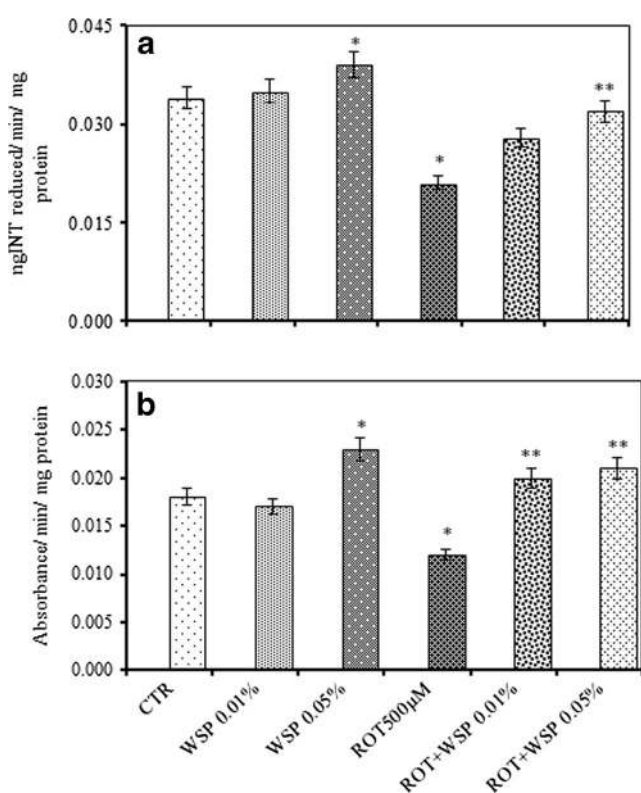 a
ngINT reduced/min/ mg
protein
0.045
0.030
0.015
0.000
*
*
**
b
Absorbance/ min/ mg protein
0.030
0.025
0.020
0.015
0.010
0.005
0.000
*
*
**
**
CTR
WSP 0.01%
WSP 0.05%
ROT500µM
ROT+WSP 0.01%
ROT+WSP 0.05%